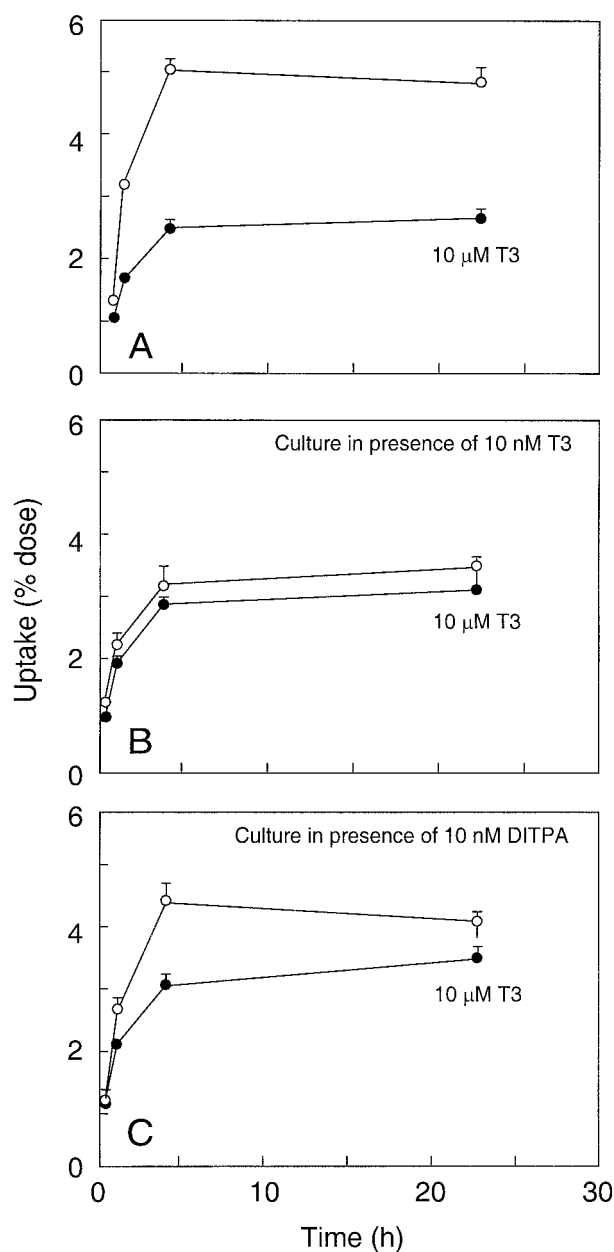 6
4
2
0
10 μM T3
A
6
4
2
0
Culture in presence of 10 nM T3
10 μM T3
B
Uptake (% dose)
6
4
2
0
Culture in presence of 10 nM DITPA
10 μM T3
C
0 10 20 30
Time (h)